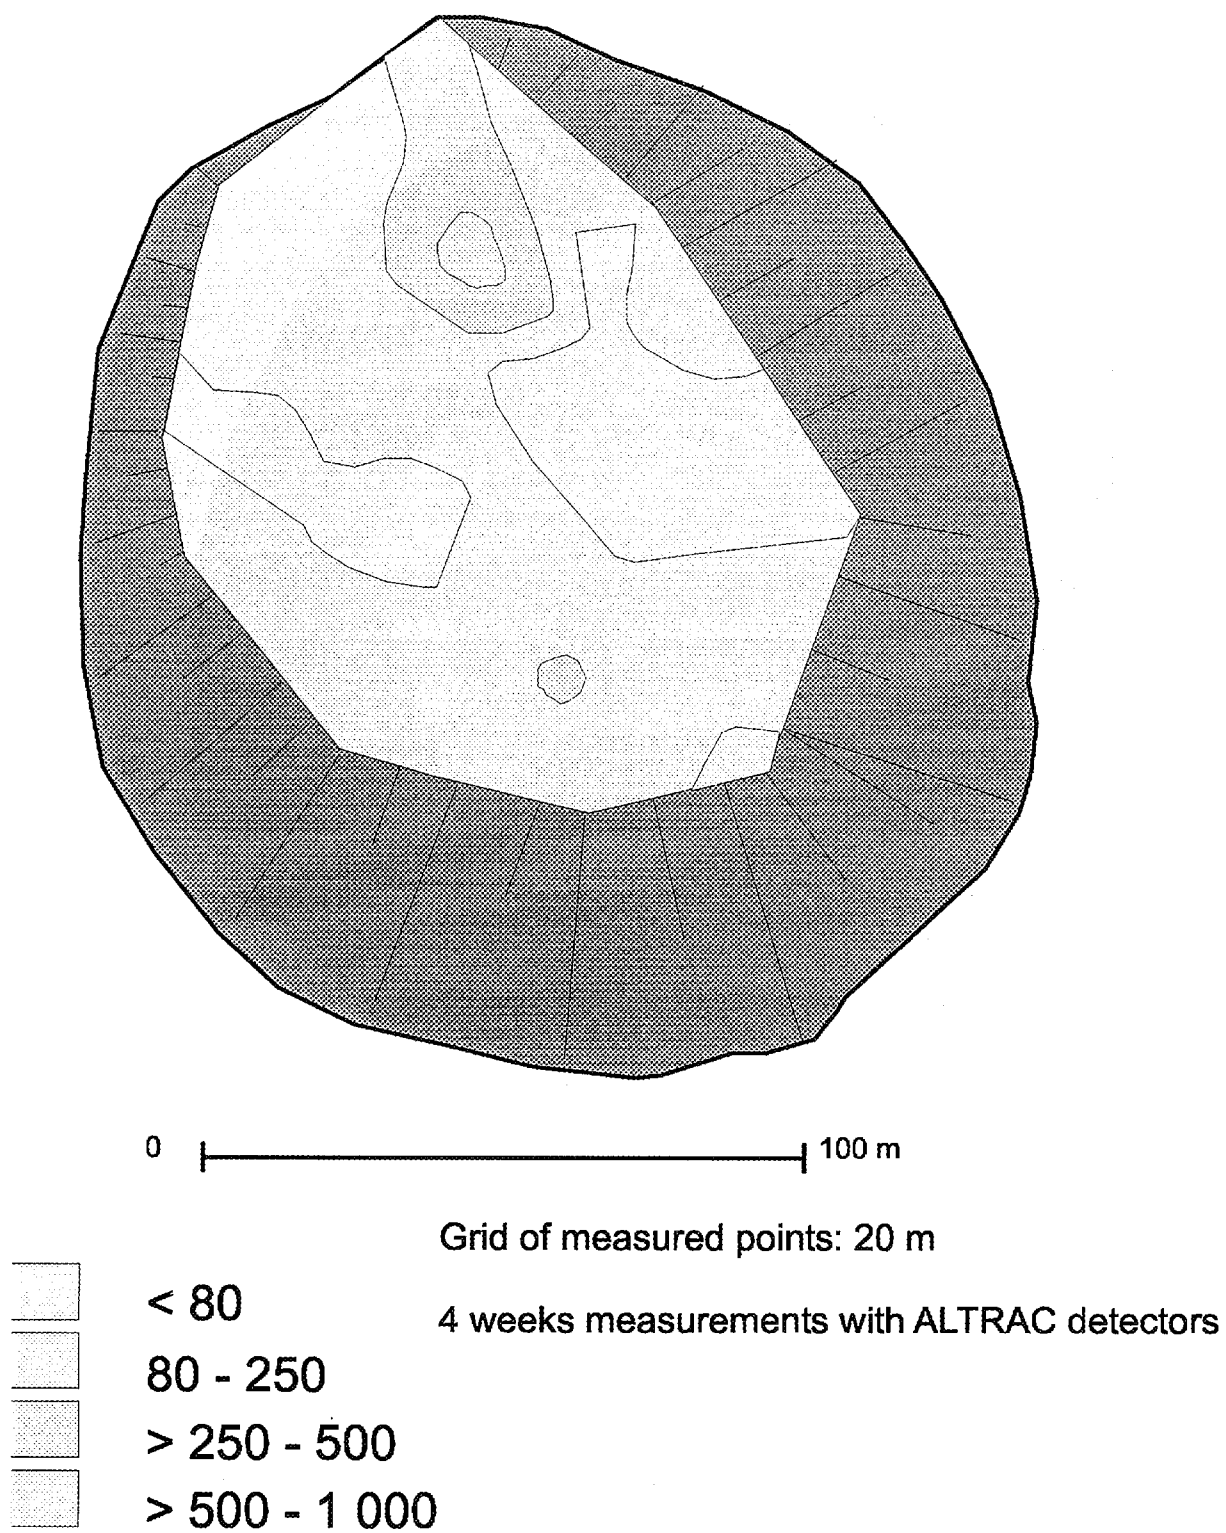 0 100 m
Grid of measured points: 20 m
< 80
4 weeks measurements with ALTRAC detectors
80 - 250
> 250 - 500
> 500 - 1 000